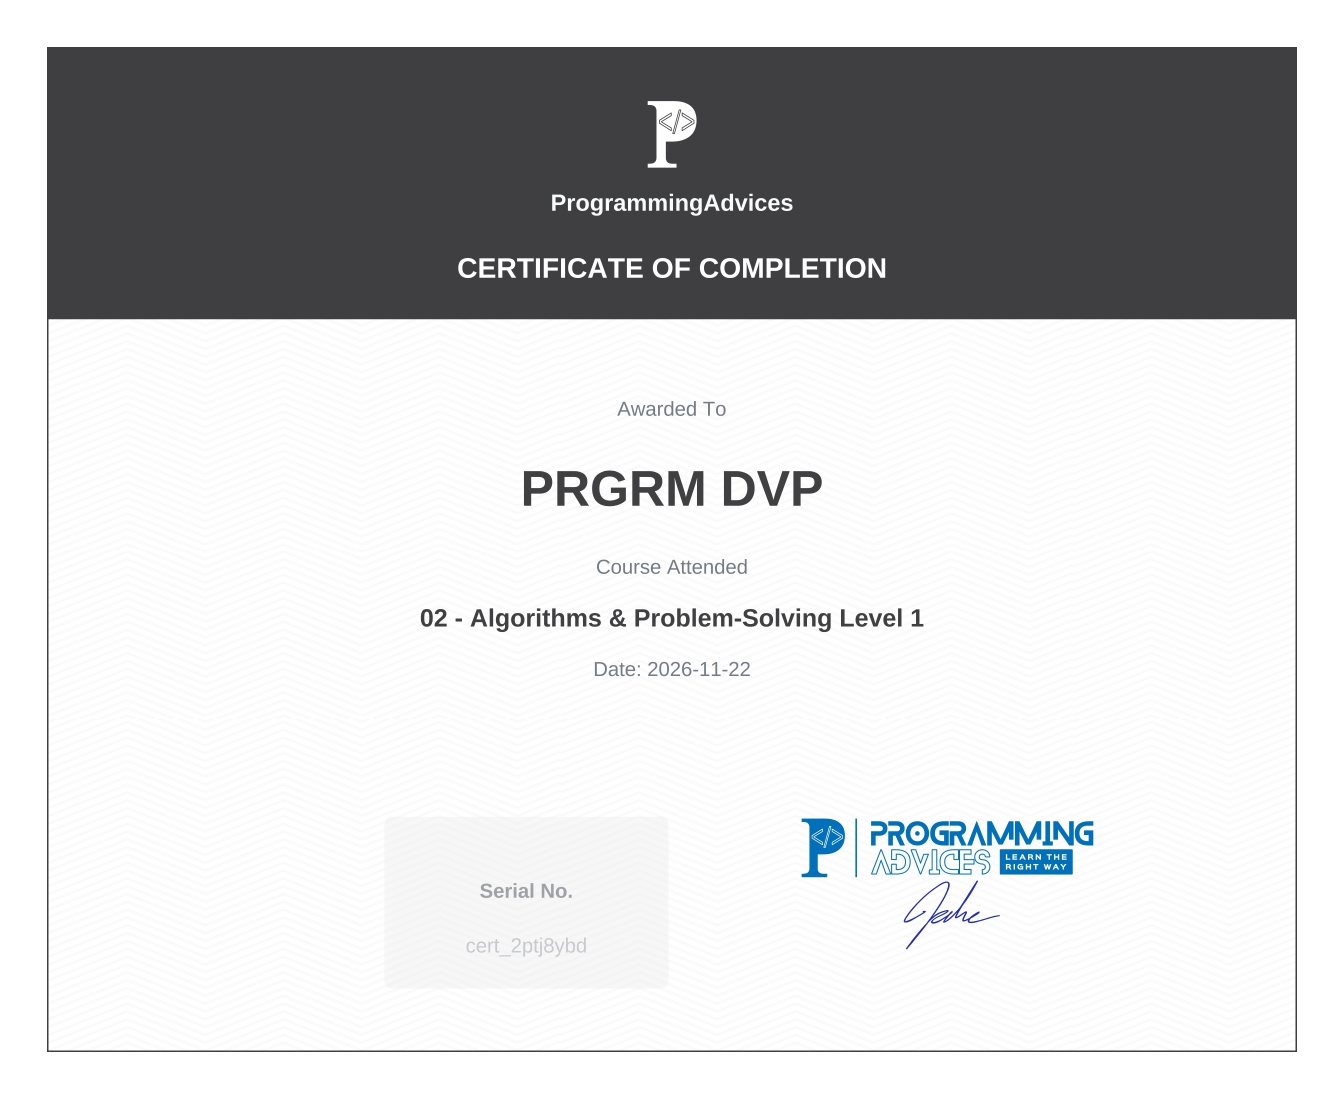 ProgrammingAdvices
CERTIFICATE OF COMPLETION
Awarded To
PRGRM DVP
Course Attended
02 - Algorithms & Problem-Solving Level 1
Date: 2026-11-22
Serial No.
cert_2ptj8ybd
PROGRAMMING
ADVICES
LEARN THE
RIGHT WAY